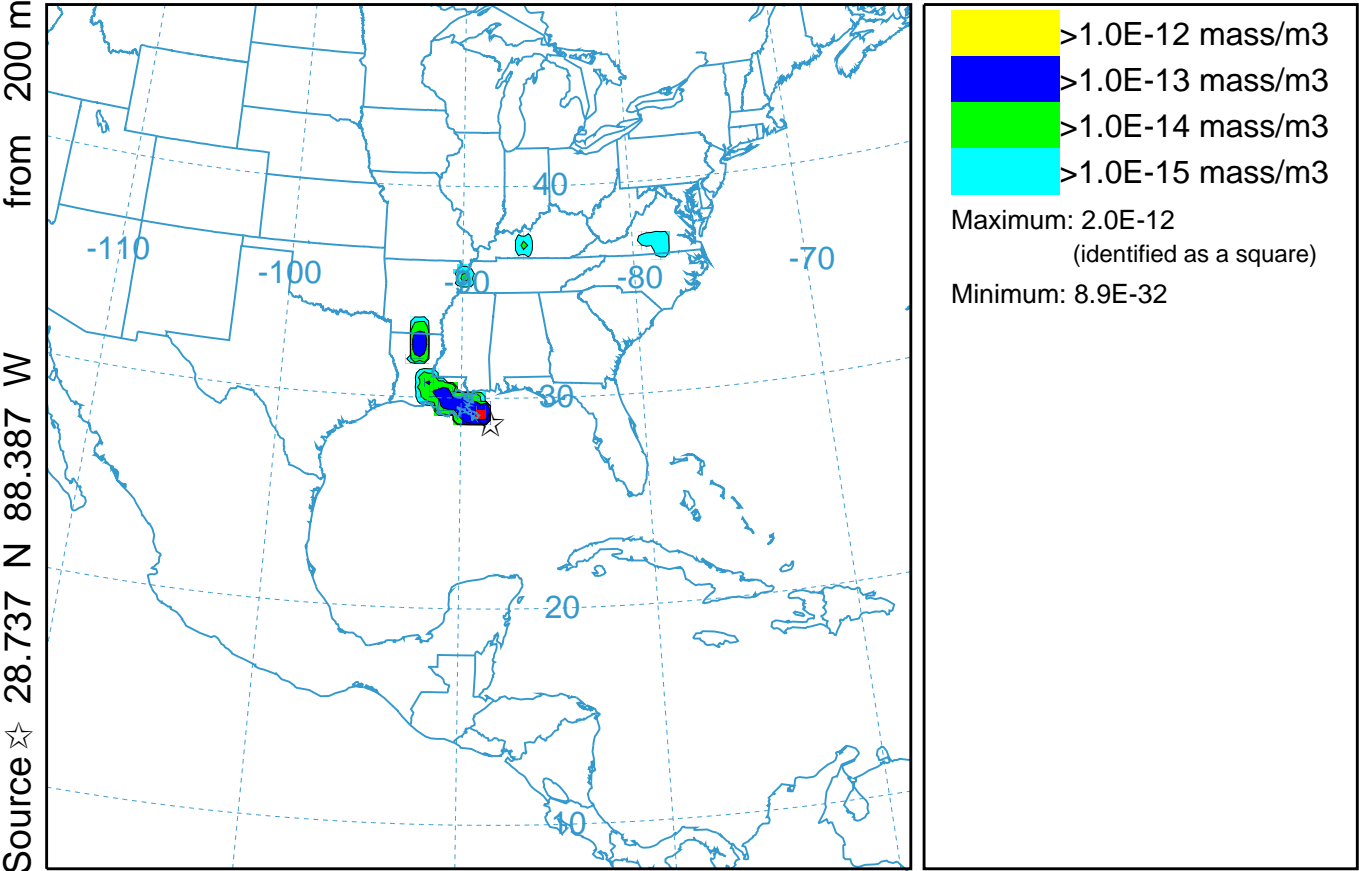 Source ☆ 28.737 N 88.387 W from 200 m
40
-110
-100
-90
-80
-70
30
20
10
>1.0E-12 mass/m3
>1.0E-13 mass/m3
>1.0E-14 mass/m3
>1.0E-15 mass/m3
Maximum: 2.0E-12
(identified as a square)
Minimum: 8.9E-32